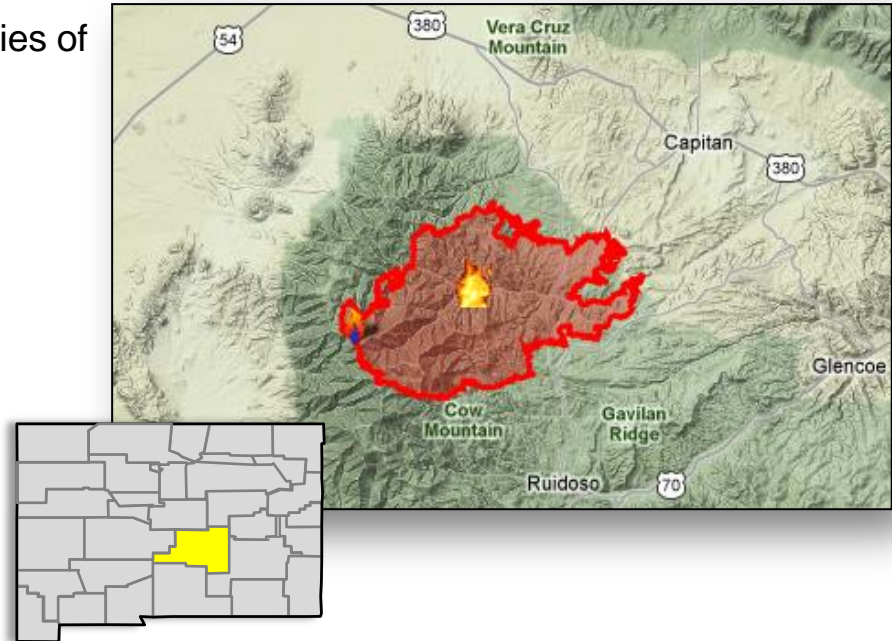 ies of
54
380
Vera Cruz
Mountain
Capitan
380
Glencoe
Cow
Mountain
Gavilan
Ridge
Ruidoso
70